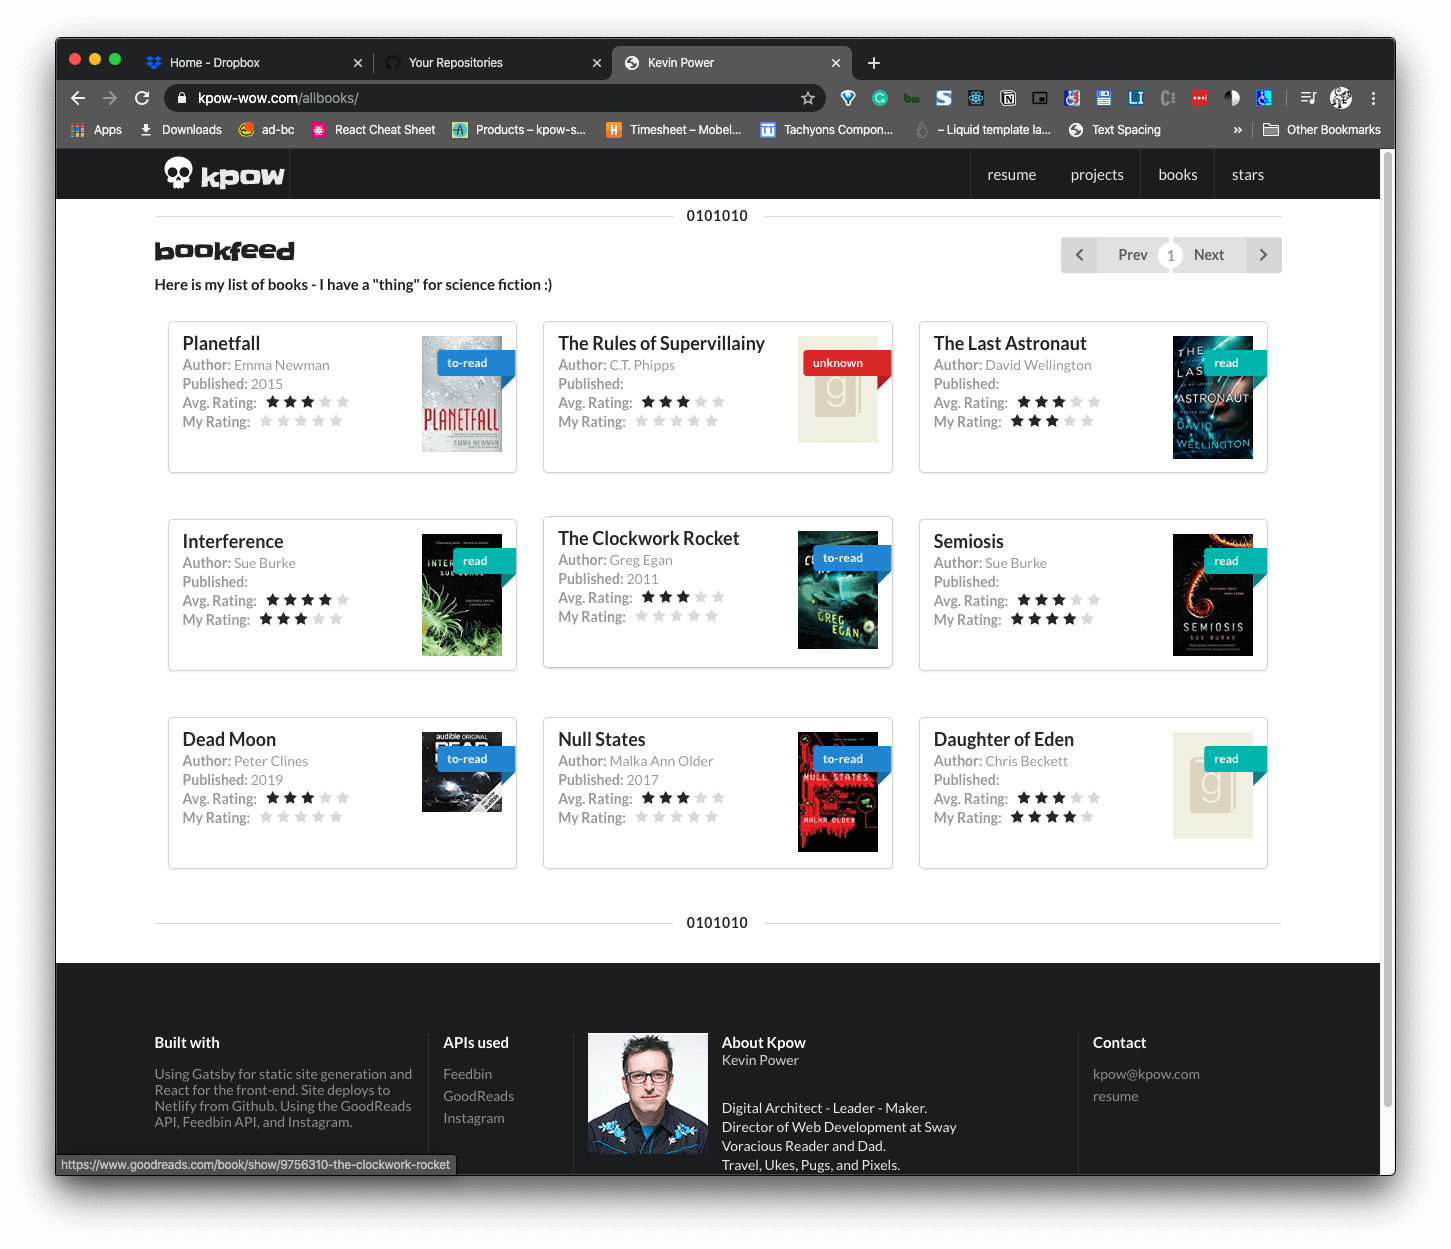 Home - Dropbox
Your Repositories
Kevin Power
kpow-wow.com/allbooks/
Apps
Downloads
ad-bc
React Cheat Sheet
Products – kpow-s...
Timesheet – Mobel...
Tachyons Compon...
– Liquid template la...
Text Spacing
»
Other Bookmarks
kpow
resume
projects
books
stars
0101010
bookfeed
Prev
1
Next
Here is my list of books - I have a "thing" for science fiction :)
Planetfall
Author: Emma Newman
Published: 2015
Avg. Rating:
My Rating:
to-read
PLANETFALL
EMMA NEWMAN
The Rules of Supervillainy
Author: C.T. Phipps
Published:
Avg. Rating:
My Rating:
unknown
g
The Last Astronaut
Author: David Wellington
Published:
Avg. Rating:
My Rating:
read
THE
LAS
ASTRONAUT
DAVID
WELLINGTON
Interference
Author: Sue Burke
Published:
Avg. Rating:
My Rating:
read
The Clockwork Rocket
Author: Greg Egan
Published: 2011
Avg. Rating:
My Rating:
to-read
GREG
EGAN
Semiosis
Author: Sue Burke
Published:
Avg. Rating:
My Rating:
read
SEMIOSIS
SUE BURKE
Dead Moon
Author: Peter Clines
Published: 2019
Avg. Rating:
My Rating:
audible ORIGINAL
to-read
Null States
Author: Malka Ann Older
Published: 2017
Avg. Rating:
My Rating:
to-read
NULL STATES
MALKA OLDER
Daughter of Eden
Author: Chris Beckett
Published:
Avg. Rating:
My Rating:
read
g
0101010
Built with
Using Gatsby for static site generation and
React for the front-end. Site deploys to
Netlify from Github. Using the GoodReads
API, Feedbin API, and Instagram.
APIs used
Feedbin
GoodReads
Instagram
About Kpow
Kevin Power
Digital Architect - Leader - Maker.
Director of Web Development at Sway
Voracious Reader and Dad.
Travel, Ukes, Pugs, and Pixels.
Contact
kpow@kpow.com
resume
https://www.goodreads.com/book/show/9756310-the-clockwork-rocket